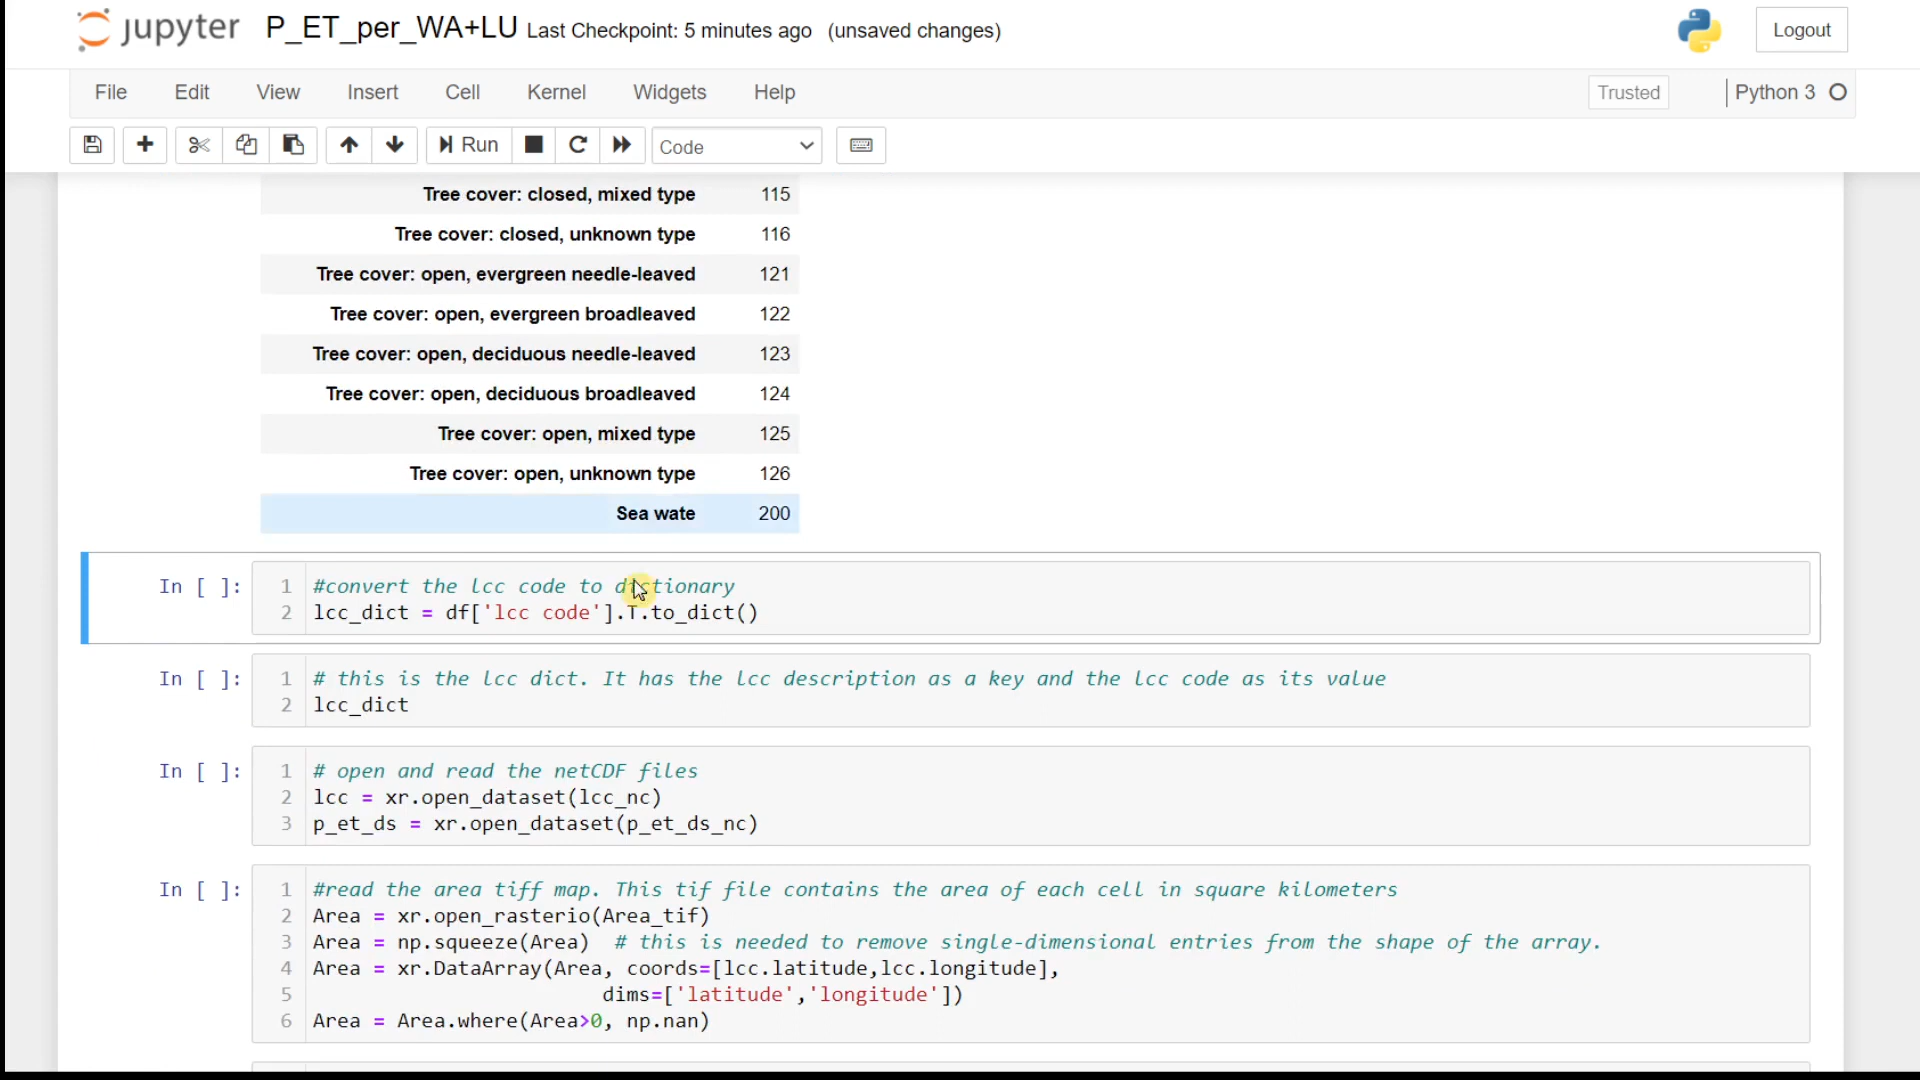 jupyter P_ET_per_WA+LU Last Checkpoint: 5 minutes ago (unsaved changes) Logout
File Edit View Insert Cell Kernel Widgets Help Trusted Python 3
Run Code
Tree cover: closed, mixed type 115
Tree cover: closed, unknown type 116
Tree cover: open, evergreen needle-leaved 121
Tree cover: open, evergreen broadleaved 122
Tree cover: open, deciduous needle-leaved 123
Tree cover: open, deciduous broadleaved 124
Tree cover: open, mixed type 125
Tree cover: open, unknown type 126
Sea wate 200
In [ ]: 1 #convert the lcc code to dictionary
2 lcc_dict = df['lcc code'].T.to_dict()
In [ ]: 1 # this is the lcc dict. It has the lcc description as a key and the lcc code as its value
2 lcc_dict
In [ ]: 1 # open and read the netCDF files
2 lcc = xr.open_dataset(lcc_nc)
3 p_et_ds = xr.open_dataset(p_et_ds_nc)
In [ ]: 1 #read the area tiff map. This tif file contains the area of each cell in square kilometers
2 Area = xr.open_rasterio(Area_tif)
3 Area = np.squeeze(Area) # this is needed to remove single-dimensional entries from the shape of the array.
4 Area = xr.DataArray(Area, coords=[lcc.latitude,lcc.longitude],
5 dims=['latitude','longitude'])
6 Area = Area.where(Area>0, np.nan)